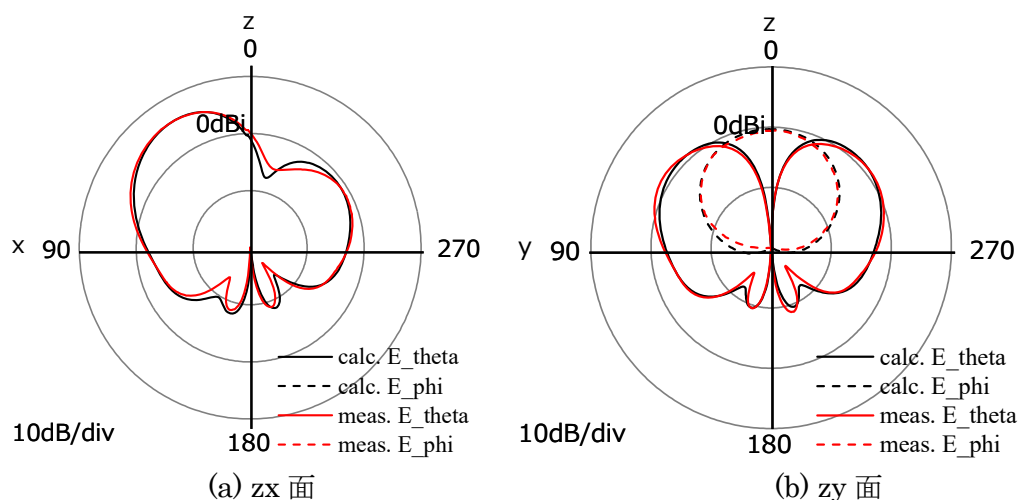 z
0
0dBi
x 90
270
calc. E_theta
calc. E_phi
meas. E_theta
meas. E_phi
10dB/div
180
(a) zx 面
z
0
0dBi
y 90
270
calc. E_theta
calc. E_phi
meas. E_theta
meas. E_phi
10dB/div
180
(b) zy 面